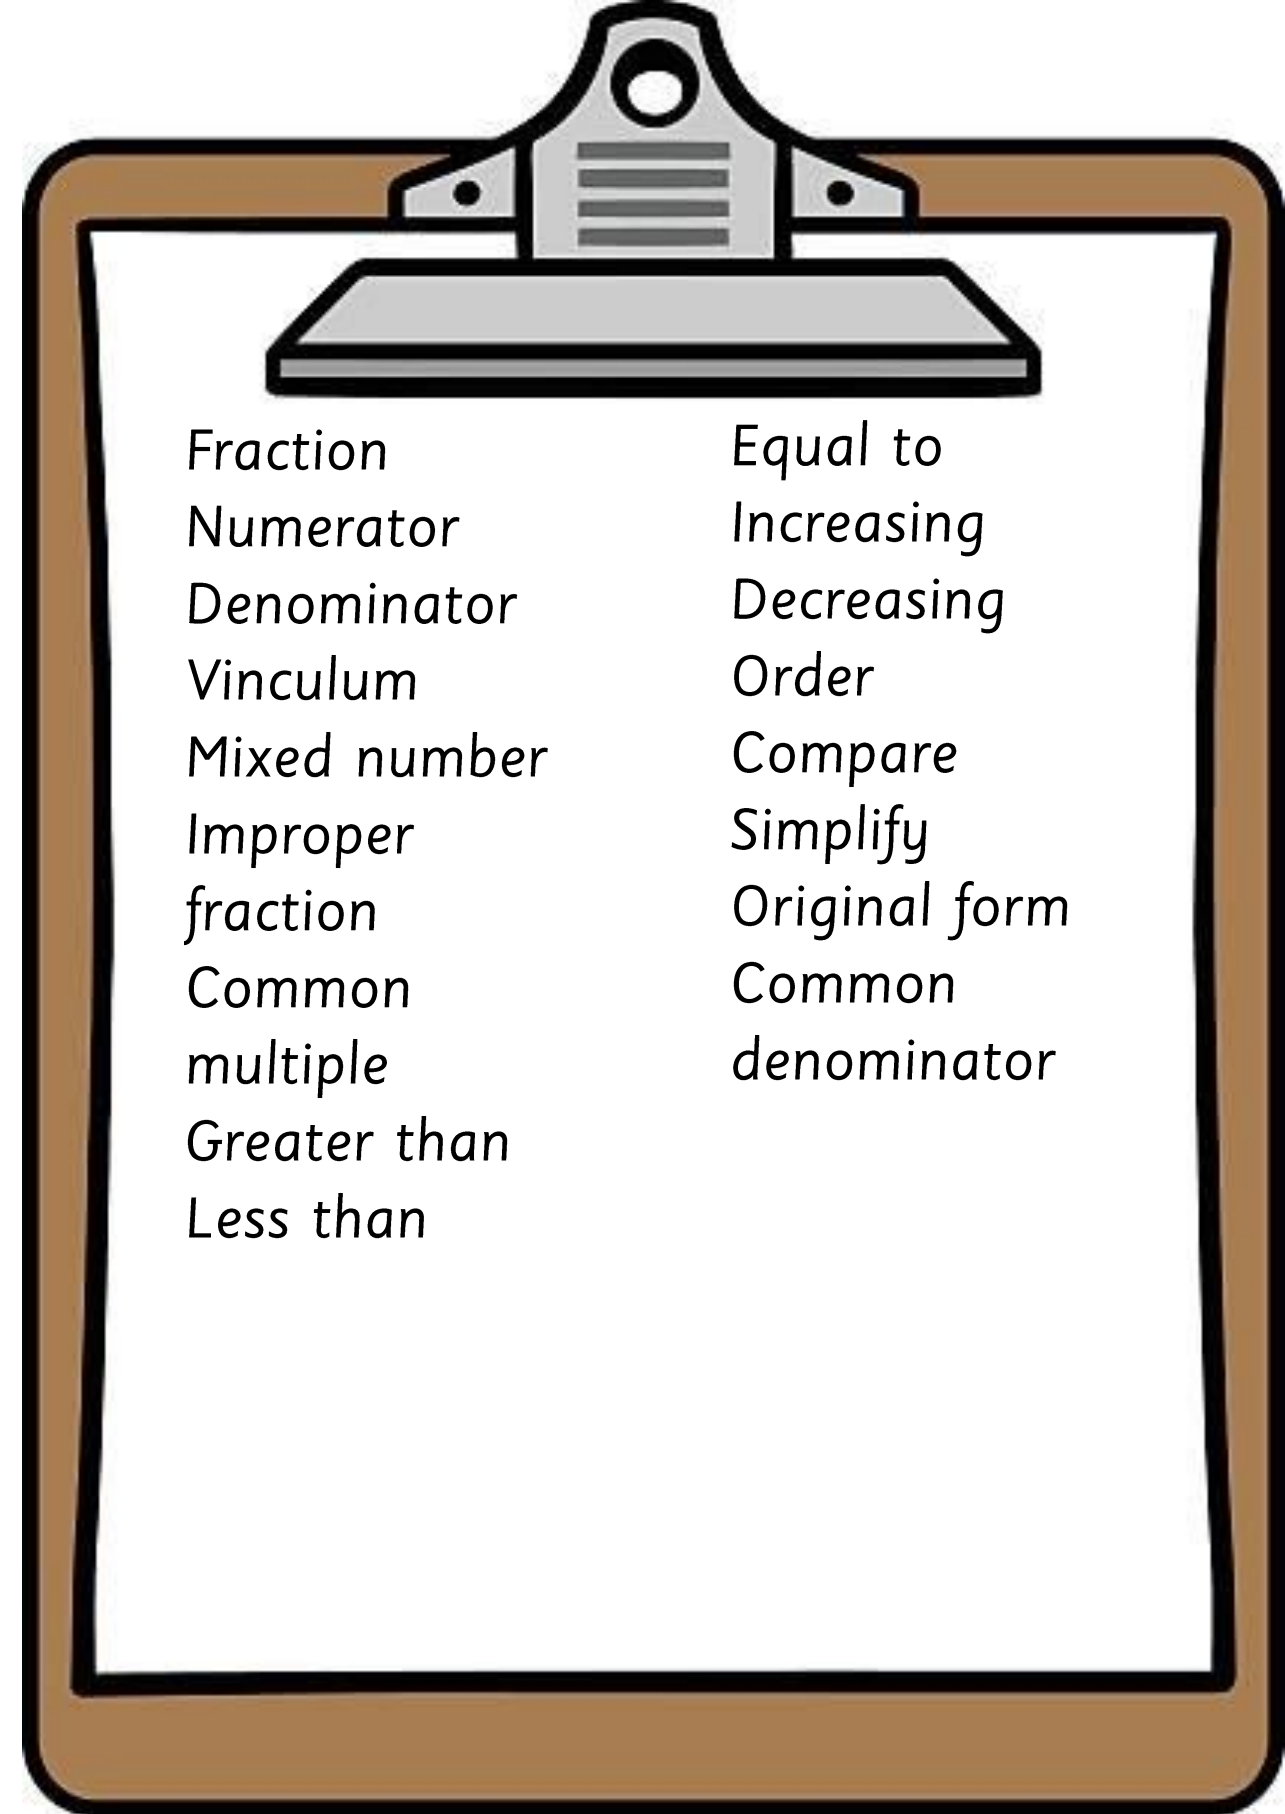 Fraction
Numerator
Denominator
Vinculum
Mixed number
Improper
fraction
Common
multiple
Greater than
Less than
Equal to
Increasing
Decreasing
Order
Compare
Simplify
Original form
Common
denominator